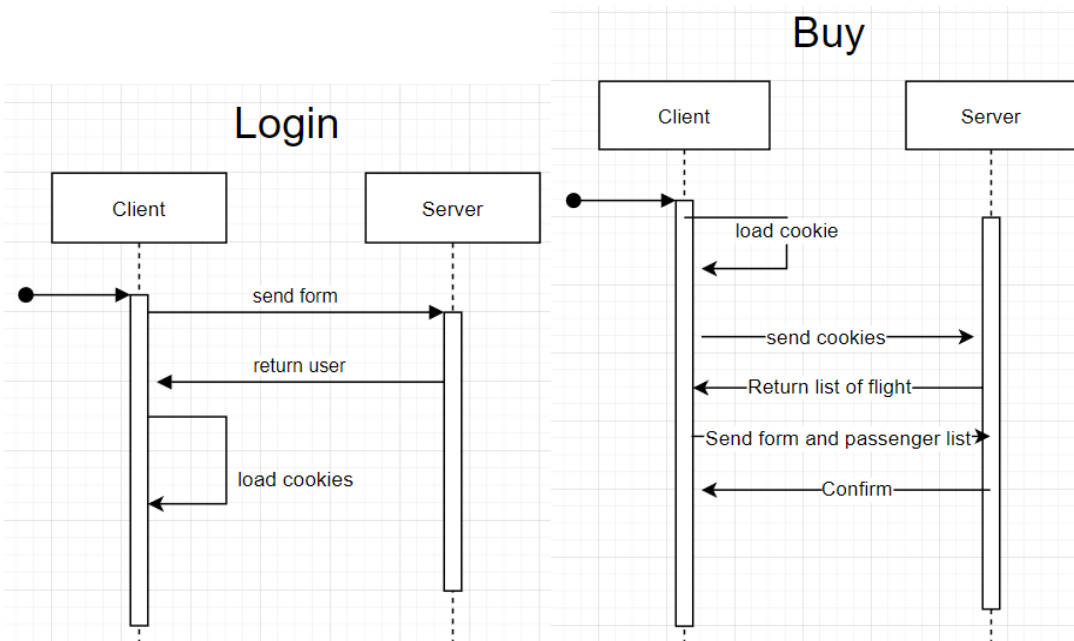 Login
Client
Server
send form
return user
load cookies
Buy
Client
Server
load cookie
send cookies
Return list of flight
Send form and passenger list
Confirm